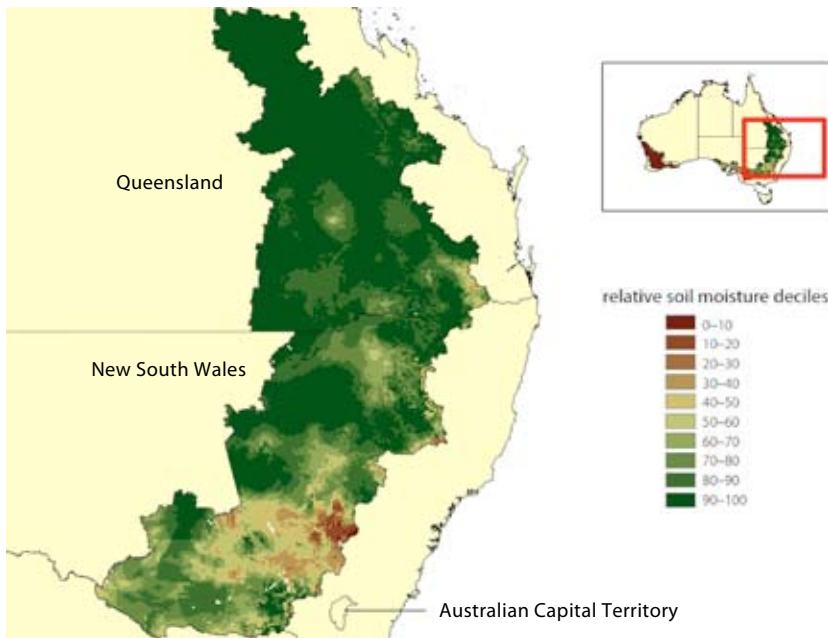 Queensland
New South Wales
Australian Capital Territory
relative soil moisture deciles
0–10
10–20
20–30
30–40
40–50
50–60
60–70
70–80
80–90
90–100